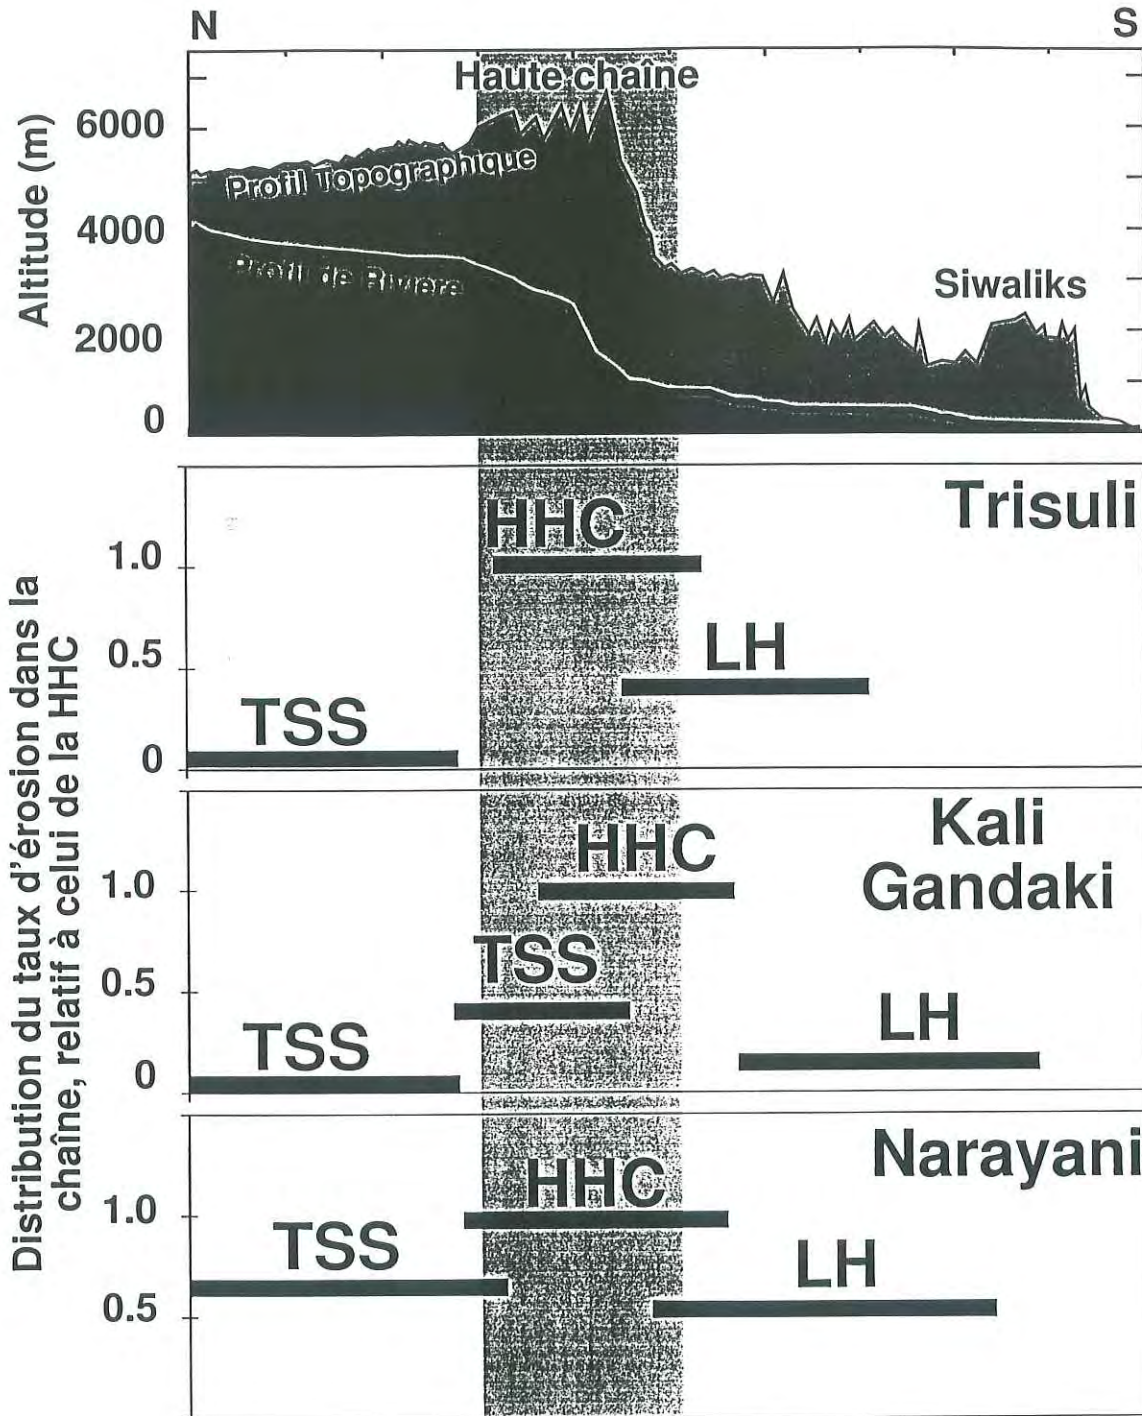 N
S
Haute chaîne
Altitude (m)
6000
4000
2000
0
Profil Topographique
Profil de Rivière
Siwaliks
Distribution du taux d'érosion dans la
chaîne, relatif à celui de la HHC
Trisuli
1.0
0.5
0
HHC
LH
TSS
Kali
Gandaki
1.0
0.5
0
HHC
TSS
TSS
LH
Narayani
1.0
0.5
HHC
TSS
LH